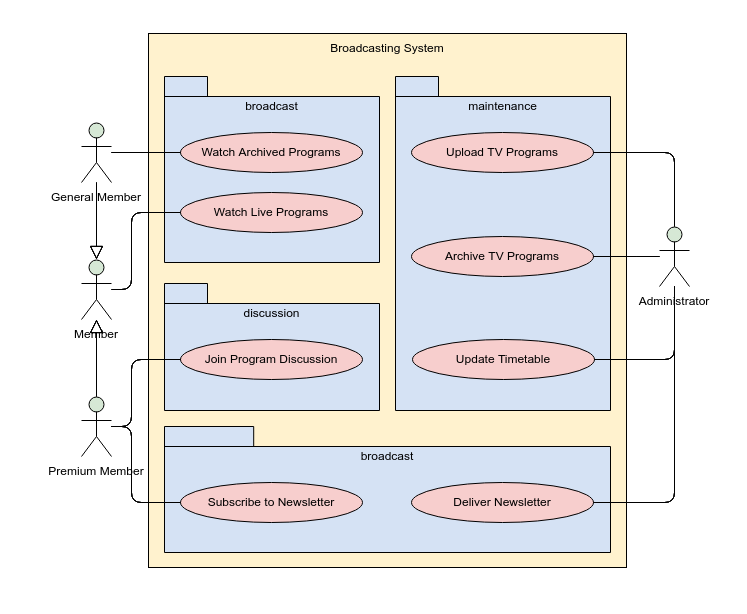 Broadcasting System
broadcast
maintenance
Watch Archived Programs
Upload TV Programs
General Member
Watch Live Programs
Archive TV Programs
Administrator
discussion
Member
Join Program Discussion
Update Timetable
broadcast
Premium Member
Subscribe to Newsletter
Deliver Newsletter